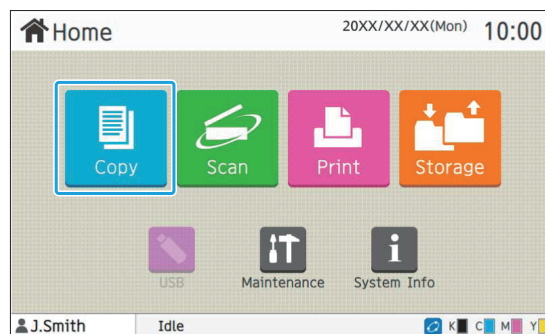 Home 20XX/XX/XX(Mon) 10:00
Copy Scan Print Storage
USB Maintenance System Info
J.Smith Idle K C M Y